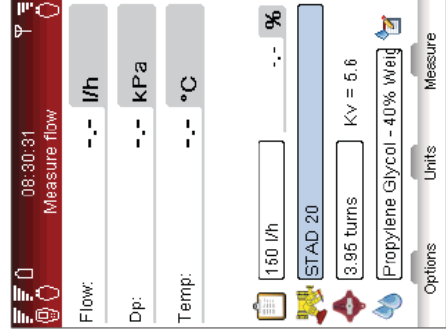 08:30:31
Measure flow
Flow: -.- l/h
Dp: -.- kPa
Temp: -.- °C
150 l/h -.- %
STAD 20
3.95 turns Kv = 5.6
Propylene Glycol - 40% Weig
Options Units Measure